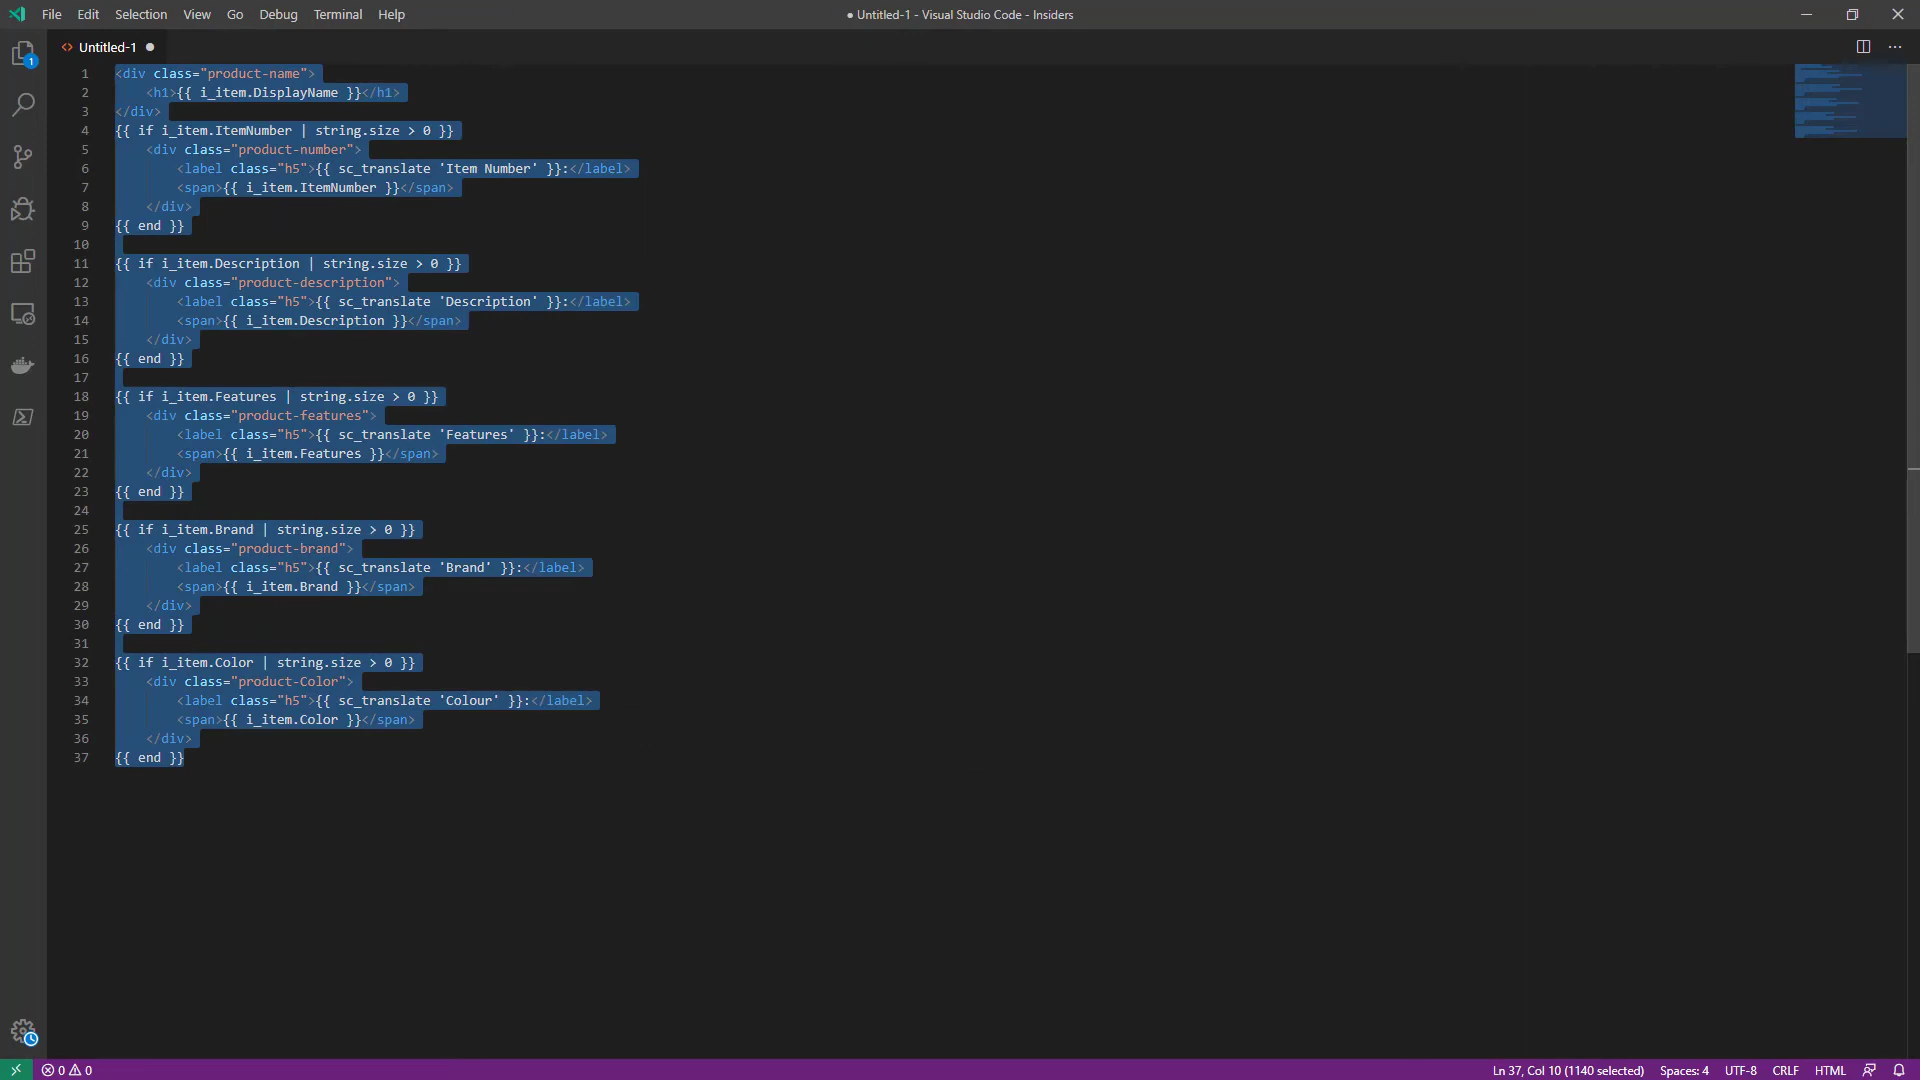 File Edit Selection View Go Debug Terminal Help
● Untitled-1 - Visual Studio Code - Insiders
<> Untitled-1 ●
1 <div class="product-name">
2     <h1>{{ i_item.DisplayName }}</h1>
3 </div>
4 {{ if i_item.ItemNumber | string.size > 0 }}
5     <div class="product-number">
6         <label class="h5">{{ sc_translate 'Item Number' }}:</label>
7         <span>{{ i_item.ItemNumber }}</span>
8     </div>
9 {{ end }}
10
11 {{ if i_item.Description | string.size > 0 }}
12     <div class="product-description">
13         <label class="h5">{{ sc_translate 'Description' }}:</label>
14         <span>{{ i_item.Description }}</span>
15     </div>
16 {{ end }}
17
18 {{ if i_item.Features | string.size > 0 }}
19     <div class="product-features">
20         <label class="h5">{{ sc_translate 'Features' }}:</label>
21         <span>{{ i_item.Features }}</span>
22     </div>
23 {{ end }}
24
25 {{ if i_item.Brand | string.size > 0 }}
26     <div class="product-brand">
27         <label class="h5">{{ sc_translate 'Brand' }}:</label>
28         <span>{{ i_item.Brand }}</span>
29     </div>
30 {{ end }}
31
32 {{ if i_item.Color | string.size > 0 }}
33     <div class="product-Color">
34         <label class="h5">{{ sc_translate 'Colour' }}:</label>
35         <span>{{ i_item.Color }}</span>
36     </div>
37 {{ end }}
1
0 0 Ln 37, Col 10 (1140 selected) Spaces: 4 UTF-8 CRLF HTML